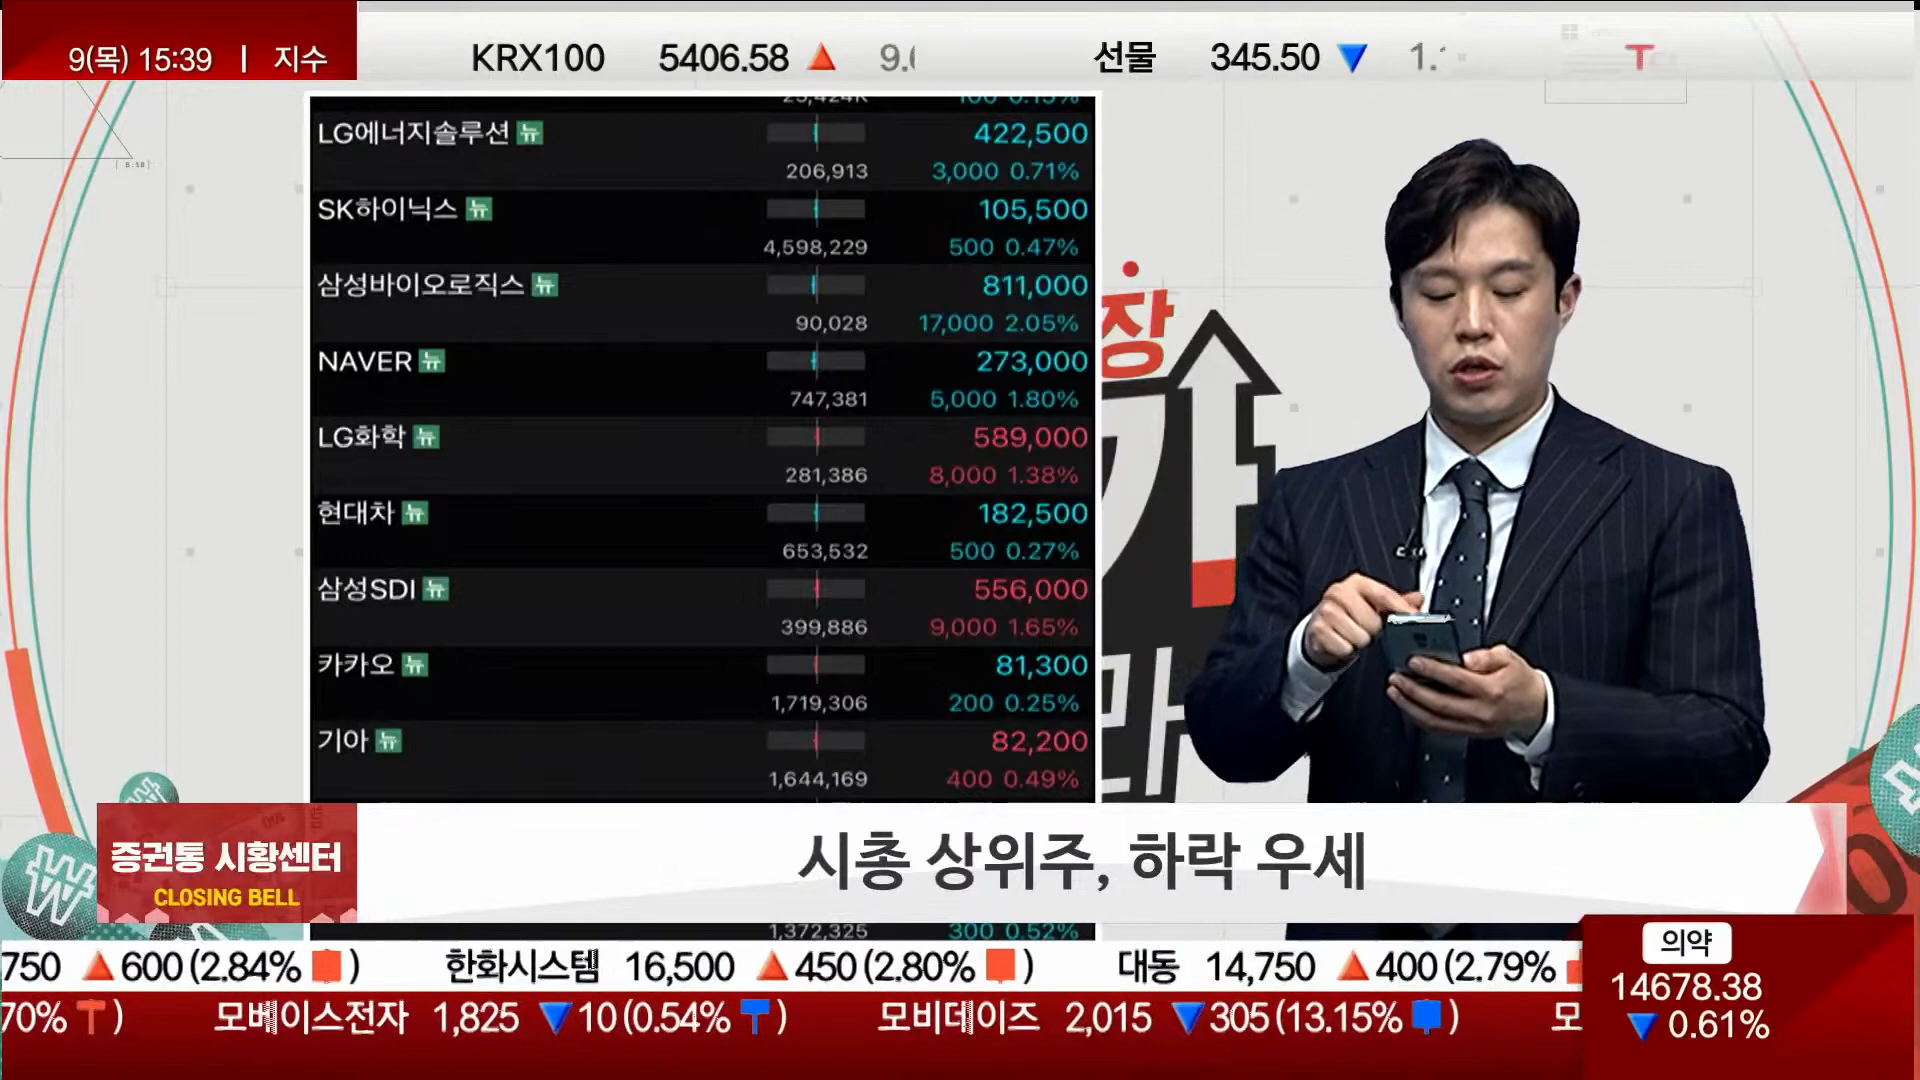 9(목) 15:39 | 지수
KRX100 5406.58 ▲ 9.
선물 345.50 ▼ 1.
25,424K 100 0.15%
LG에너지솔루션 뉴 422,500
206,913 3,000 0.71%
SK하이닉스 뉴 105,500
4,598,229 500 0.47%
삼성바이오로직스 뉴 811,000
90,028 17,000 2.05%
NAVER 뉴 273,000
747,381 5,000 1.80%
LG화학 뉴 589,000
281,386 8,000 1.38%
현대차 뉴 182,500
653,532 500 0.27%
삼성SDI 뉴 556,000
399,886 9,000 1.65%
카카오 뉴 81,300
1,719,306 200 0.25%
기아 뉴 82,200
1,644,169 400 0.49%
장
증권통 시황센터
CLOSING BELL
시총 상위주, 하락 우세
1,372,325 300 0.52%
750 ▲600(2.84% ) 한화시스템 16,500 ▲450(2.80% ) 대동 14,750 ▲400(2.79%
70% ) 모베이스전자 1,825 ▼10(0.54% ) 모비데이즈 2,015 ▼305(13.15% ) 모
의약
14678.38
▼ 0.61%